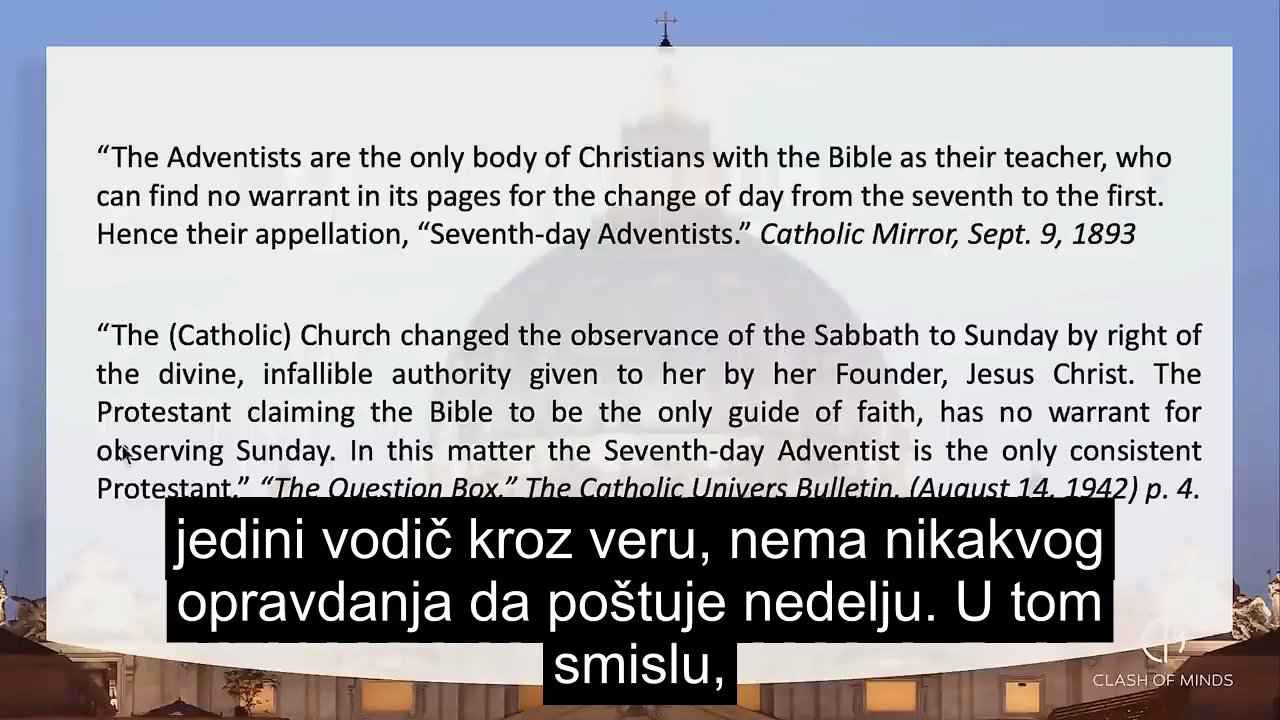 “The Adventists are the only body of Christians with the Bible as their teacher, who
can find no warrant in its pages for the change of day from the seventh to the first.
Hence their appellation, “Seventh-day Adventists.” Catholic Mirror, Sept. 9, 1893
“The (Catholic) Church changed the observance of the Sabbath to Sunday by right of
the divine, infallible authority given to her by her Founder, Jesus Christ. The
Protestant claiming the Bible to be the only guide of faith, has no warrant for
observing Sunday. In this matter the Seventh-day Adventist is the only consistent
Protestant.” “The Question Box,” The Catholic Univers Bulletin, (August 14, 1942) p. 4.
jedini vodič kroz veru, nema nikakvog
opravdanja da poštuje nedelju. U tom
smislu,
CLASH OF MINDS